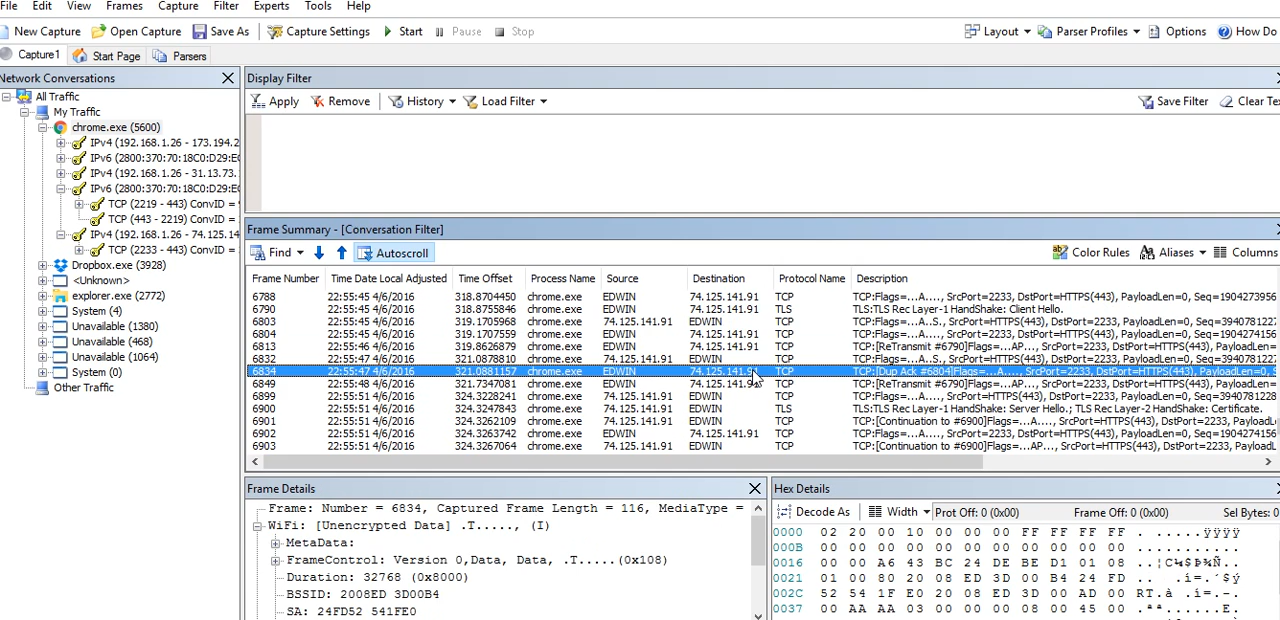 File Edit View Frames Capture Filter Experts Tools Help
New Capture Open Capture Save As Capture Settings Start Pause Stop Layout Parser Profiles Options How Do
Capture1 Start Page Parsers
Network Conversations
All Traffic
My Traffic
chrome.exe (5600)
IPv4 (192.168.1.26 - 173.194.2
IPv6 (2800:370:70:18C0:D29:E0
IPv4 (192.168.1.26 - 31.13.73.
IPv6 (2800:370:70:18C0:D29:E0
TCP (2219 - 443) ConvID =
TCP (443 - 2219) ConvID =
IPv4 (192.168.1.26 - 74.125.14
TCP (2233 - 443) ConvID =
Dropbox.exe (3928)
<Unknown>
explorer.exe (2772)
System (4)
Unavailable (1380)
Unavailable (468)
Unavailable (1064)
System (0)
Other Traffic
Display Filter
Apply Remove History Load Filter Save Filter Clear Te
Frame Summary - [Conversation Filter]
Find Autoscroll Color Rules Aliases Columns
Frame Number Time Date Local Adjusted Time Offset Process Name Source Destination Protocol Name Description
6788 22:55:45 4/6/2016 318.8704450 chrome.exe EDWIN 74.125.141.91 TCP TCP:Flags=...A...., SrcPort=2233, DstPort=HTTPS(443), PayloadLen=0, Seq=1904273956
6790 22:55:45 4/6/2016 318.8755846 chrome.exe EDWIN 74.125.141.91 TLS TLS:TLS Rec Layer-1 HandShake: Client Hello.
6803 22:55:45 4/6/2016 319.1705968 chrome.exe 74.125.141.91 EDWIN TCP TCP:Flags=...A..S., SrcPort=HTTPS(443), DstPort=2233, PayloadLen=0, Seq=3940781227
6804 22:55:45 4/6/2016 319.1707559 chrome.exe EDWIN 74.125.141.91 TCP TCP:Flags=...A...., SrcPort=2233, DstPort=HTTPS(443), PayloadLen=0, Seq=1904274156
6813 22:55:46 4/6/2016 319.8626879 chrome.exe EDWIN 74.125.141.91 TCP TCP:[ReTransmit #6790]Flags=...AP..., SrcPort=2233, DstPort=HTTPS(443), PayloadLen
6832 22:55:47 4/6/2016 321.0878810 chrome.exe 74.125.141.91 EDWIN TCP TCP:Flags=...A..S., SrcPort=HTTPS(443), DstPort=2233, PayloadLen=0, Seq=3940781227
6834 22:55:47 4/6/2016 321.0881157 chrome.exe EDWIN 74.125.141.91 TCP TCP:[Dup Ack #6804]Flags=...A...., SrcPort=2233, DstPort=HTTPS(443), PayloadLen=0, S
6849 22:55:48 4/6/2016 321.7347081 chrome.exe EDWIN 74.125.141.91 TCP TCP:[ReTransmit #6790]Flags=...AP..., SrcPort=2233, DstPort=HTTPS(443), PayloadLen
6899 22:55:51 4/6/2016 324.3228241 chrome.exe 74.125.141.91 EDWIN TCP TCP:Flags=...A...., SrcPort=HTTPS(443), DstPort=2233, PayloadLen=0, Seq=3940781228
6900 22:55:51 4/6/2016 324.3247843 chrome.exe 74.125.141.91 EDWIN TLS TLS:TLS Rec Layer-1 HandShake: Server Hello.; TLS Rec Layer-2 HandShake: Certificate.
6901 22:55:51 4/6/2016 324.3262109 chrome.exe 74.125.141.91 EDWIN TCP TCP:[Continuation to #6900]Flags=...A...., SrcPort=HTTPS(443), DstPort=2233, PayloadL
6902 22:55:51 4/6/2016 324.3263742 chrome.exe EDWIN 74.125.141.91 TCP TCP:Flags=...A...., SrcPort=2233, DstPort=HTTPS(443), PayloadLen=0, Seq=1904274156
6903 22:55:51 4/6/2016 324.3267064 chrome.exe 74.125.141.91 EDWIN TCP TCP:[Continuation to #6900]Flags=...AP..., SrcPort=HTTPS(443), DstPort=2233, PayloadL
Frame Details
Frame: Number = 6834, Captured Frame Length = 116, MediaType =
WiFi: [Unencrypted Data] .T....., (I)
MetaData:
FrameControl: Version 0,Data, Data, .T.....(0x108)
Duration: 32768 (0x8000)
BSSID: 2008ED 3D00B4
SA: 24FD52 541FE0
Hex Details
Decode As Width Prot Off: 0 (0x00) Frame Off: 0 (0x00) Sel Bytes: 0
0000 02 20 00 10 00 00 00 FF FF FF FF . .....ÿÿÿÿ
000B 00 00 00 00 00 00 00 00 00 00 00 ...........
0016 00 00 A6 43 BC 24 DE BE D1 01 08 ..¦C¼$Þ¾Ñ..
0021 01 00 80 20 08 ED 3D 00 B4 24 FD
002C 52 54 1F E0 20 08 ED 3D 00 AD 00
0037 00 AA AA 03 00 00 00 08 00 45 00 .ªª......E.